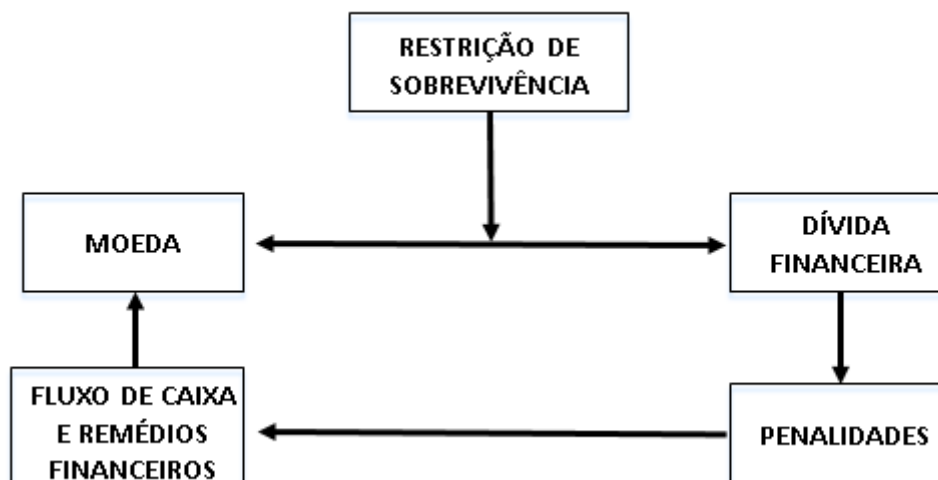 RESTRIÇÃO DE
SOBREVIVÊNCIA
MOEDA
DÍVIDA
FINANCEIRA
FLUXO DE CAIXA
E REMÉDIOS
FINANCEIROS
PENALIDADES